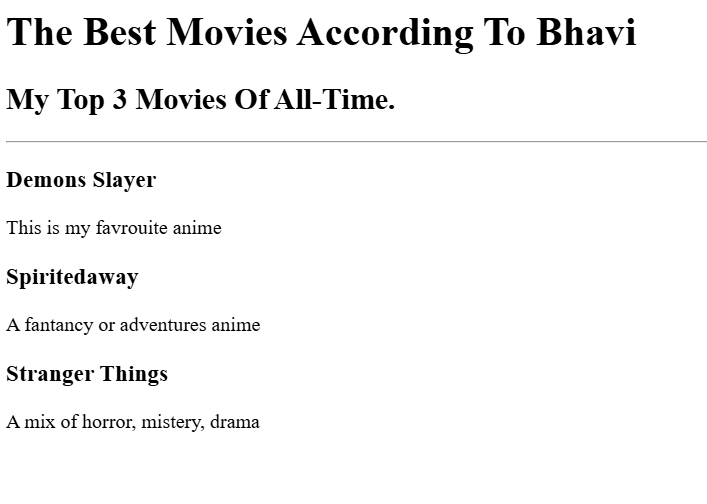 The Best Movies According To Bhavi
My Top 3 Movies Of All-Time.
Demons Slayer
This is my favrouite anime
Spiritedaway
A fantancy or adventures anime
Stranger Things
A mix of horror, mistery, drama